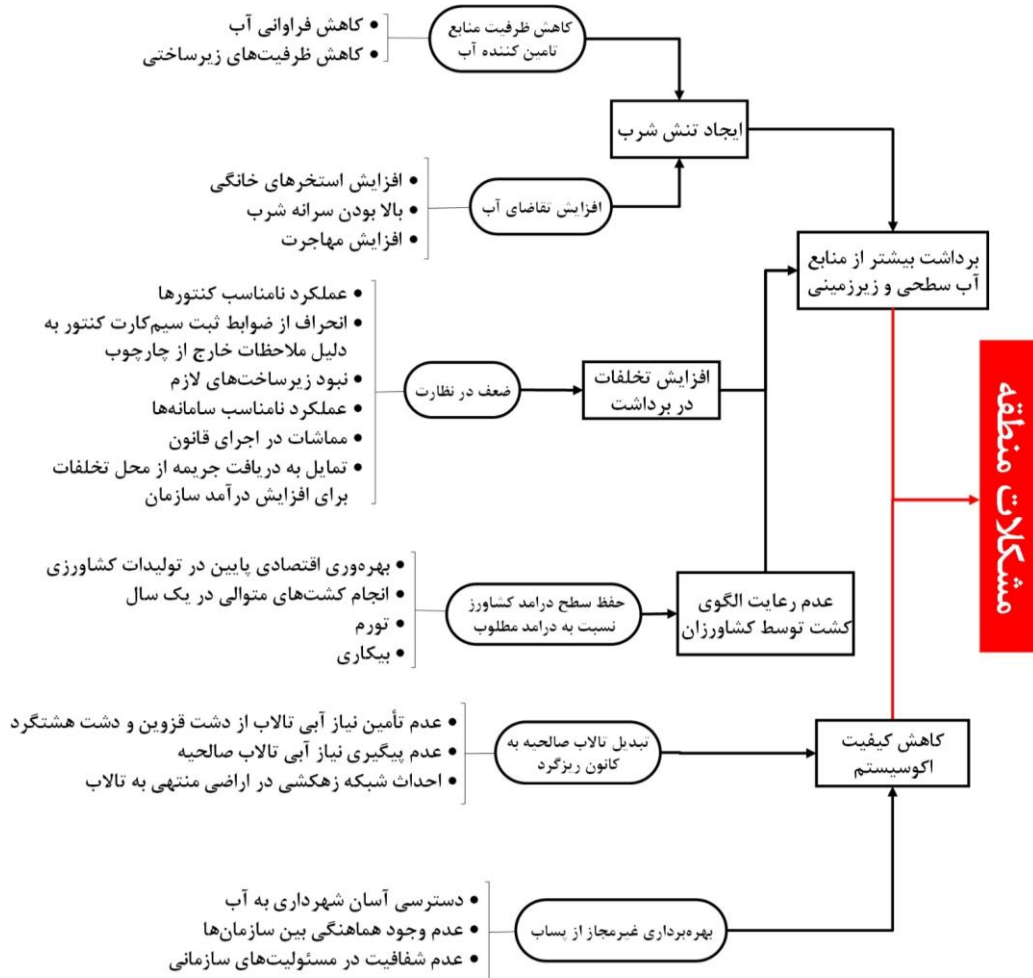 کاهش ظرفیت منابع
تامین کننده آب
• کاهش فراوانی آب
• کاهش ظرفیت‌های زیرساختی
ایجاد تنش شرب
افزایش تقاضای آب
• افزایش استخرهای خانگی
• بالا بودن سرانه شرب
• افزایش مهاجرت
برداشت بیشتر از منابع
آب سطحی و زیرزمینی
افزایش تخلفات
در برداشت
ضعف در نظارت
• عملکرد نامناسب کنتورها
• انحراف از ضوابط ثبت سیم‌کارت کنتور به
دلیل ملاحظات خارج از چارچوب
• نبود زیرساخت‌های لازم
• عملکرد نامناسب سامانه‌ها
• مماشات در اجرای قانون
• تمایل به دریافت جریمه از محل تخلفات
برای افزایش درآمد سازمان
مشکلات منطقه
عدم رعایت الگوی
کشت توسط کشاورزان
حفظ سطح درامد کشاورز
نسبت به درامد مطلوب
• بهره‌وری اقتصادی پایین در تولیدات کشاورزی
• انجام کشت‌های متوالی در یک سال
• تورم
• بیکاری
کاهش کیفیت
اکوسیستم
تبدیل تالاب صالحیه به
کانون ریزگرد
• عدم تأمین نیاز آبی تالاب از دشت قزوین و دشت هشتگرد
• عدم پیگیری نیاز آبی تالاب صالحیه
• احداث شبکه زهکشی در اراضی منتهی به تالاب
بهره‌برداری غیرمجاز از پساب
• دسترسی آسان شهرداری به آب
• عدم وجود هماهنگی بین سازمان‌ها
• عدم شفافیت در مسئولیت‌های سازمانی